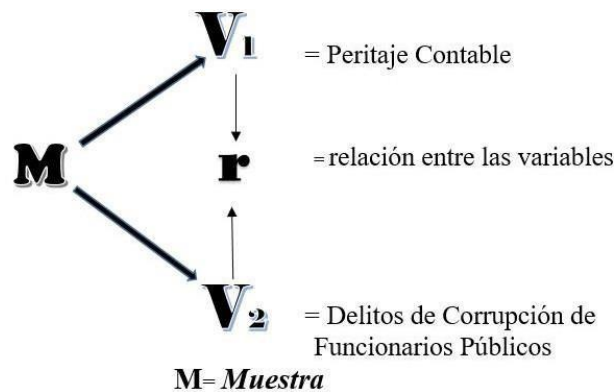 V1 = Peritaje Contable
M r =relación entre las variables
V2 = Delitos de Corrupción de
Funcionarios Públicos
M= Muestra